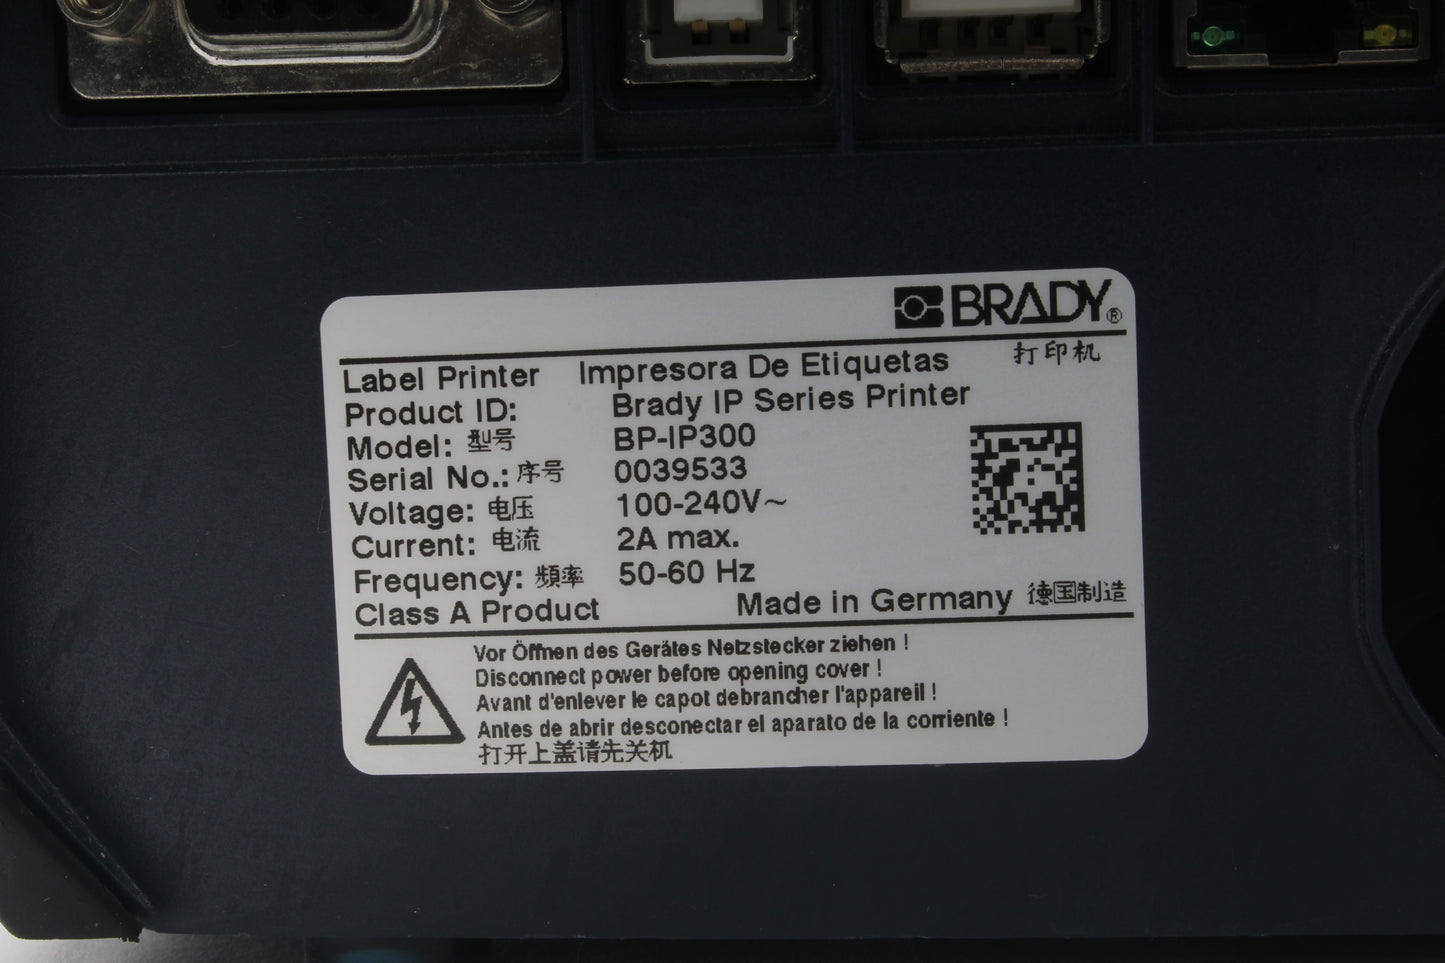 BRADY®
Label Printer Impresora De Etiquetas 打印机
Product ID: Brady IP Series Printer
Model: 型号 BP-IP300
Serial No.: 序号 0039533
Voltage: 电压 100-240V~
Current: 电流 2A max.
Frequency: 頻率 50-60 Hz
Class A Product Made in Germany 德国制造
Vor Öffnen des Gerätes Netzstecker ziehen !
Disconnect power before opening cover !
Avant d'enlever le capot debrancher l'appareil !
Antes de abrir desconectar el aparato de la corriente !
打开上盖请先关机